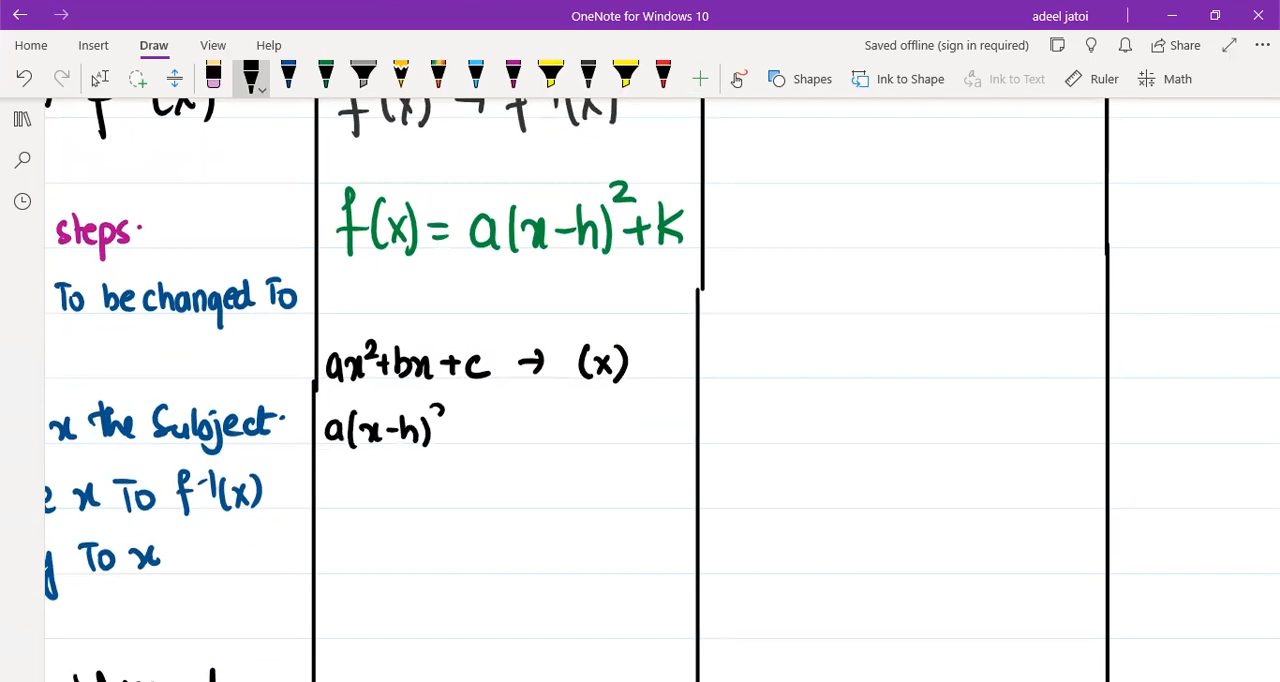 OneNote for Windows 10
adeel jatoi
Home Insert Draw View Help
Saved offline (sign in required)
Share
Shapes
Ink to Shape
Ink to Text
Ruler
Math
f(x) → f⁻¹(x)
steps.
To be changed To
x the Subject.
x To f⁻¹(x)
To x
f(x) = a(x-h)²+k
ax²+bx+c → (x)
a(x-h)²